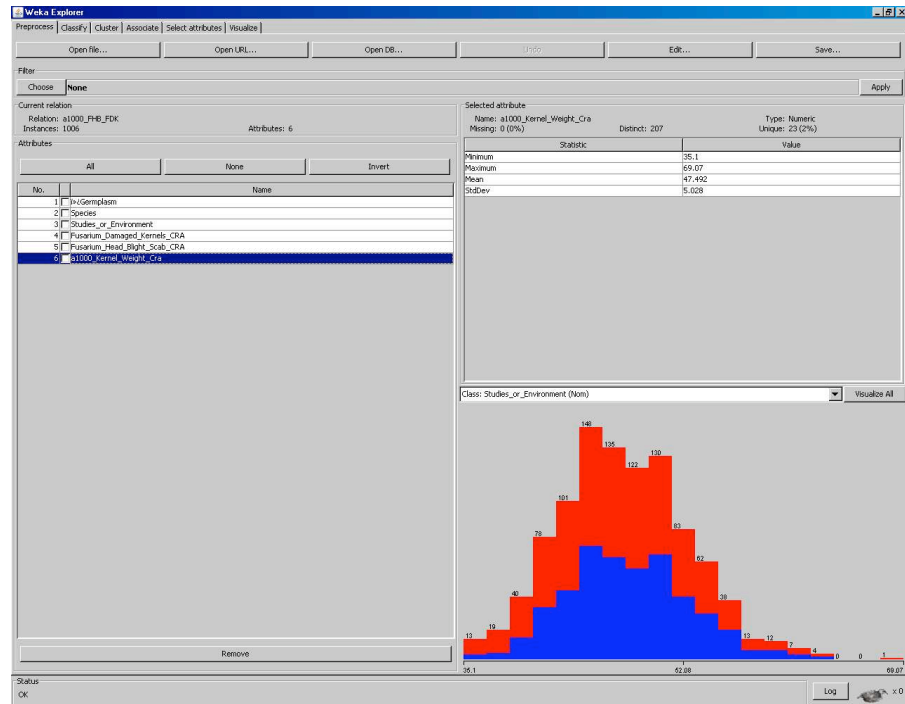 Weka Explorer
Preprocess Classify Cluster Associate Select attributes Visualize
Open file... Open URL... Open DB... Undo Edit... Save...
Filter
Choose None Apply
Current relation
Relation: a1000_FHB_FDK
Instances: 1006 Attributes: 6
Attributes
All None Invert
No. Name
1 ï»¿Germplasm
2 Species
3 Studies_or_Environment
4 Fusarium_Damaged_Kernels_CRA
5 Fusarium_Head_Blight_Scab_CRA
6 a1000_Kernel_Weight_Cra
Remove
Selected attribute
Name: a1000_Kernel_Weight_Cra Type: Numeric
Missing: 0 (0%) Distinct: 207 Unique: 23 (2%)
Statistic Value
Minimum 35.1
Maximum 69.07
Mean 47.492
StdDev 5.028
Class: Studies_or_Environment (Nom) Visualize All
13 19 40 78 101 148 135 122 130 83 62 38 13 12 7 4 0 0 1
35.1 52.08 69.07
Status
OK Log x 0